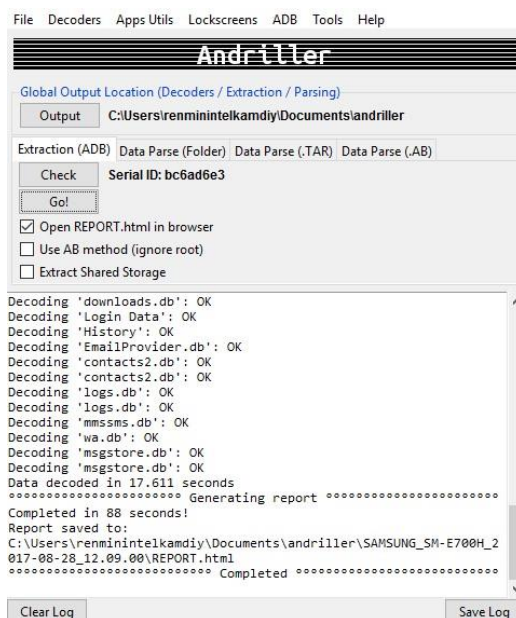 File Decoders Apps Utils Lockscreens ADB Tools Help
Andriller
Global Output Location (Decoders / Extraction / Parsing)
Output C:\Users\renminintelkamdiy\Documents\andriller
Extraction (ADB) Data Parse (Folder) Data Parse (.TAR) Data Parse (.AB)
Check Serial ID: bc6ad6e3
Go!
Open REPORT.html in browser
Use AB method (ignore root)
Extract Shared Storage
Decoding 'downloads.db': OK
Decoding 'Login Data': OK
Decoding 'History': OK
Decoding 'EmailProvider.db': OK
Decoding 'contacts2.db': OK
Decoding 'contacts2.db': OK
Decoding 'logs.db': OK
Decoding 'logs.db': OK
Decoding 'mmssms.db': OK
Decoding 'wa.db': OK
Decoding 'msgstore.db': OK
Decoding 'msgstore.db': OK
Data decoded in 17.611 seconds
°°°°°°°°°°°°°°°°°°°°°°° Generating report °°°°°°°°°°°°°°°°°°°°°°°
Completed in 88 seconds!
Report saved to:
C:\Users\renminintelkamdiy\Documents\andriller\SAMSUNG_SM-E700H_2
017-08-28_12.09.00\REPORT.html
°°°°°°°°°°°°°°°°°°°°°°°°°°° Completed °°°°°°°°°°°°°°°°°°°°°°°°°°°
Clear Log Save Log